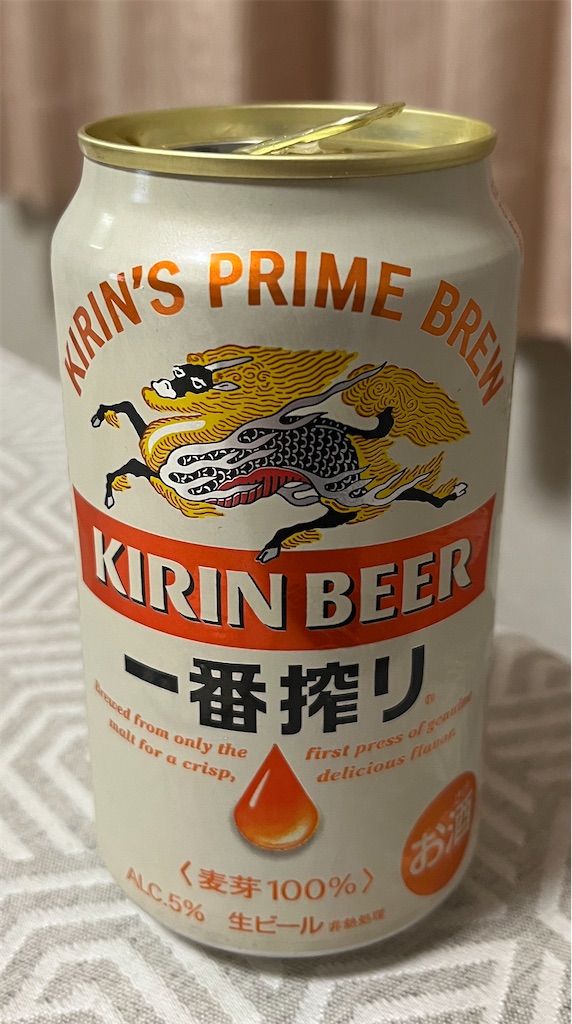 KIRIN'S PRIME BREW
KIRIN BEER
一番搾り®
Brewed from only the first press of genuine
malt for a crisp, delicious flavor.
お酒
〈麦芽100%〉
ALC.5% 生ビール 非熱処理